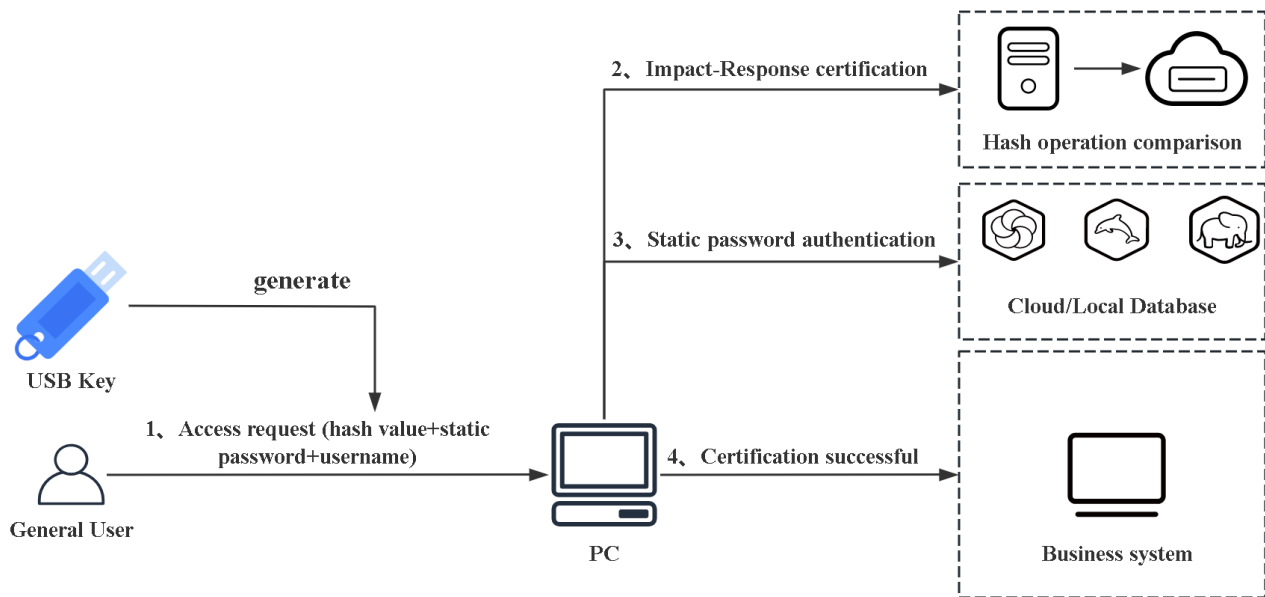 2、Impact-Response certification
Hash operation comparison
3、Static password authentication
Cloud/Local Database
generate
USB Key
1、Access request (hash value+static
password+username)
4、Certification successful
General User
PC
Business system